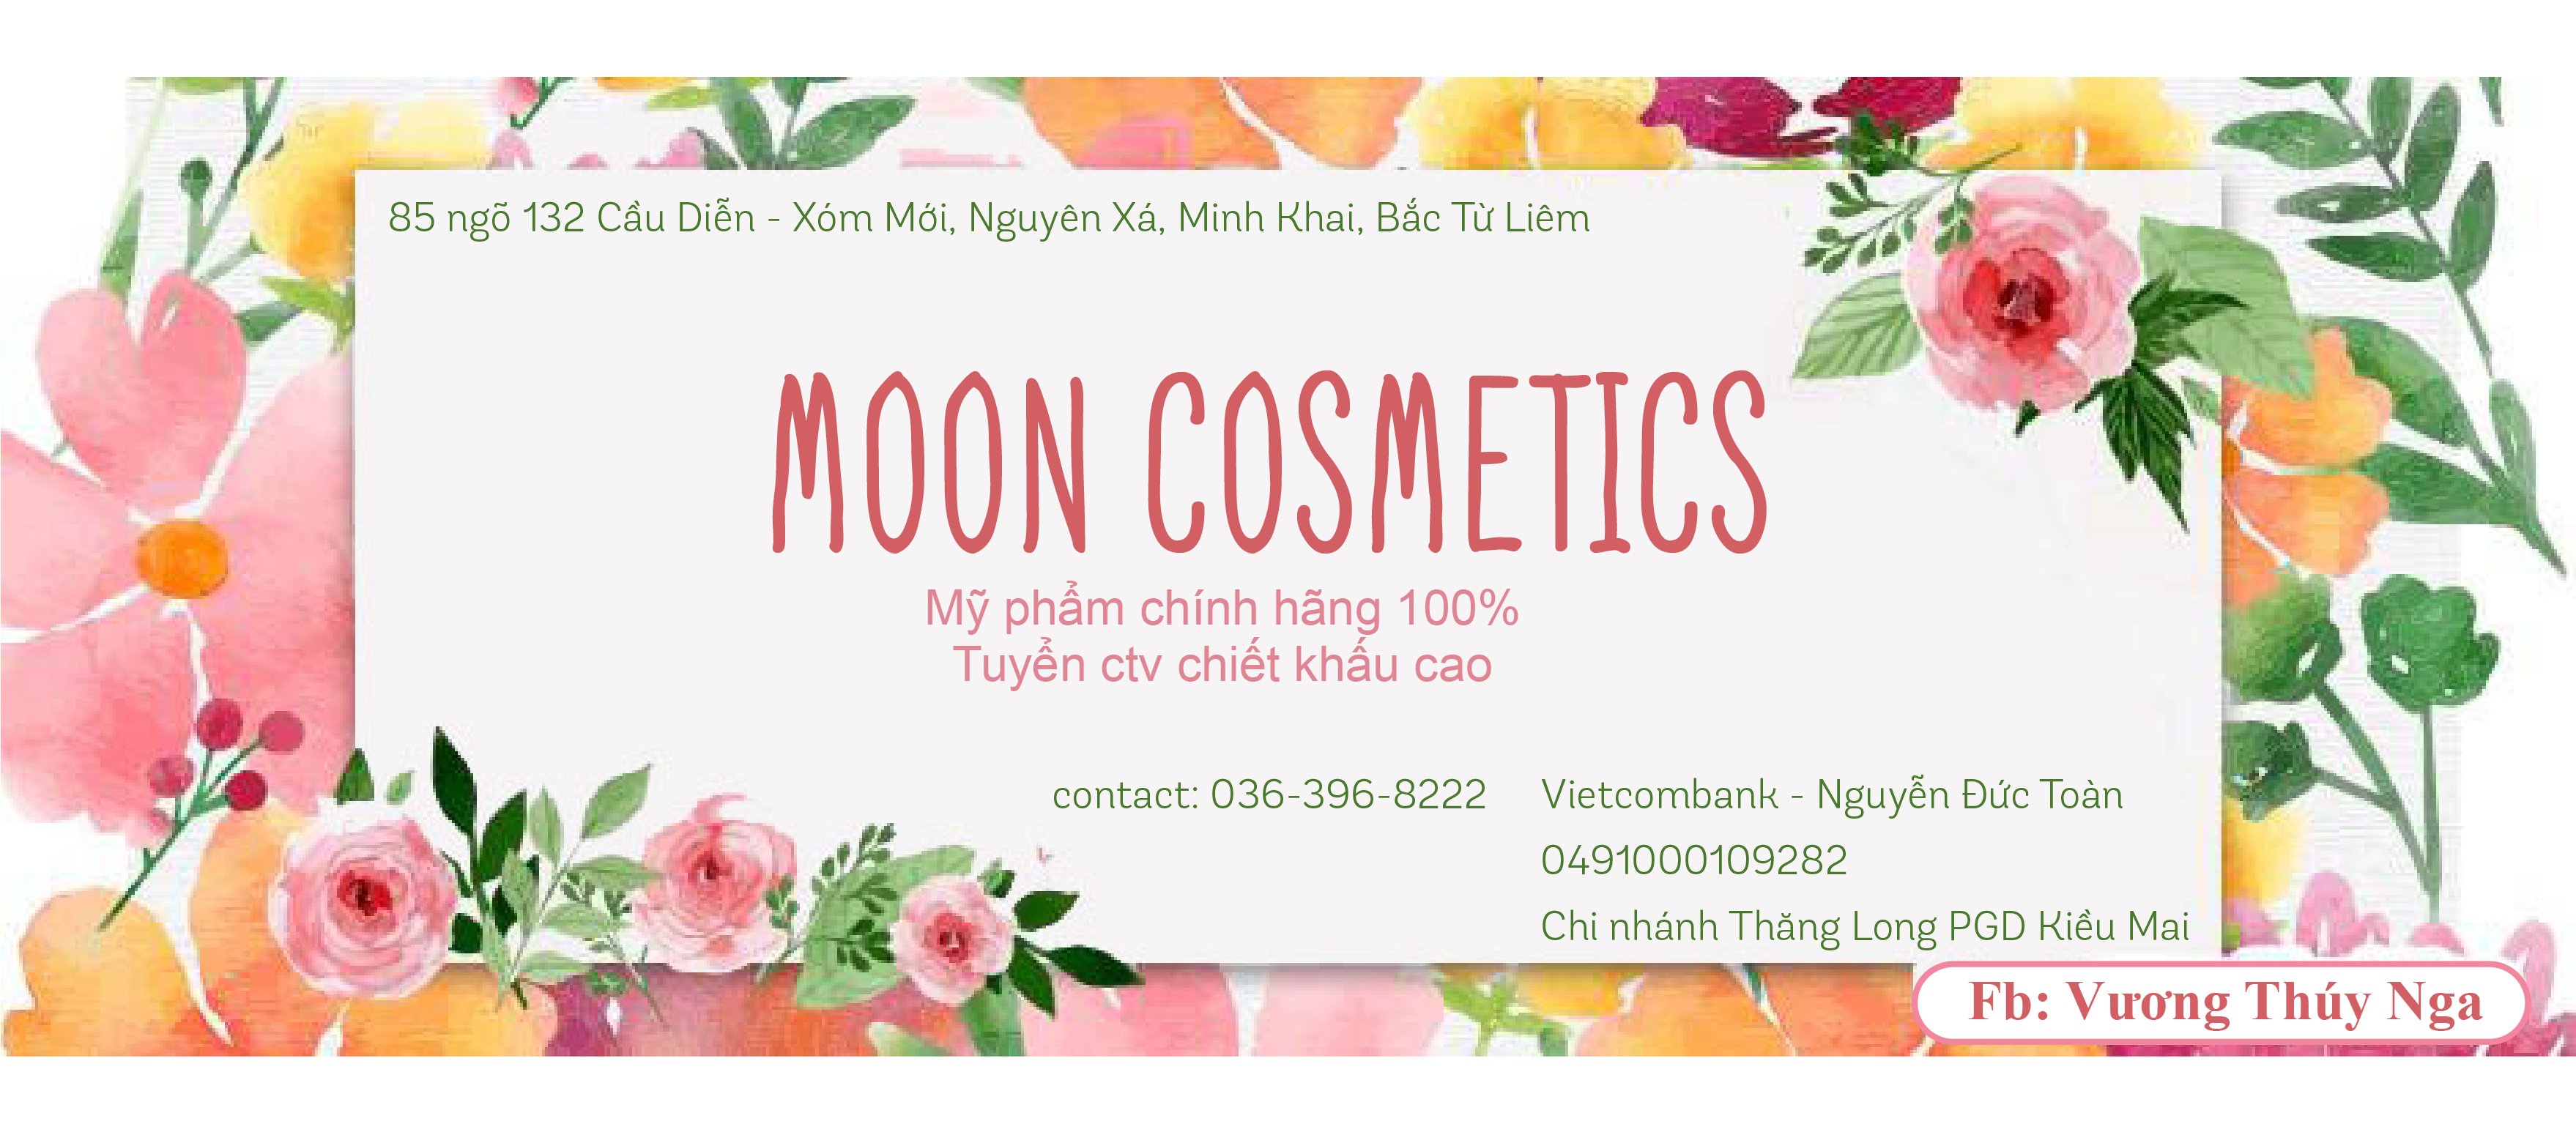 85 ngõ 132 Cầu Diễn - Xóm Mới, Nguyên Xá, Minh Khai, Bắc Từ Liêm
MOON COSMETICS
Mỹ phẩm chính hãng 100%
Tuyển ctv chiết khấu cao
contact: 036-396-8222
Vietcombank - Nguyễn Đức Toàn
0491000109282
Chi nhánh Thăng Long PGD Kiều Mai
Fb: Vương Thúy Nga